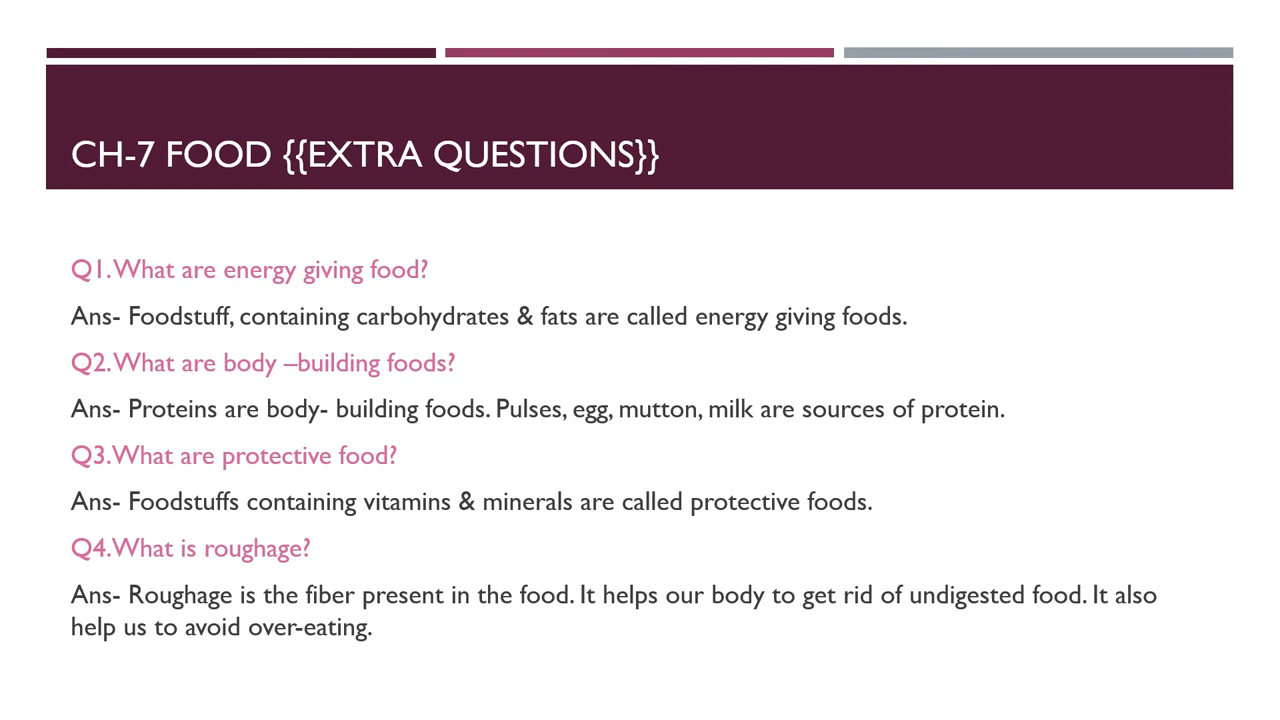 CH-7 FOOD {{EXTRA QUESTIONS}}
Q1.What are energy giving food?
Ans- Foodstuff, containing carbohydrates & fats are called energy giving foods.
Q2.What are body –building foods?
Ans- Proteins are body- building foods. Pulses, egg, mutton, milk are sources of protein.
Q3.What are protective food?
Ans- Foodstuffs containing vitamins & minerals are called protective foods.
Q4.What is roughage?
Ans- Roughage is the fiber present in the food. It helps our body to get rid of undigested food. It also
help us to avoid over-eating.